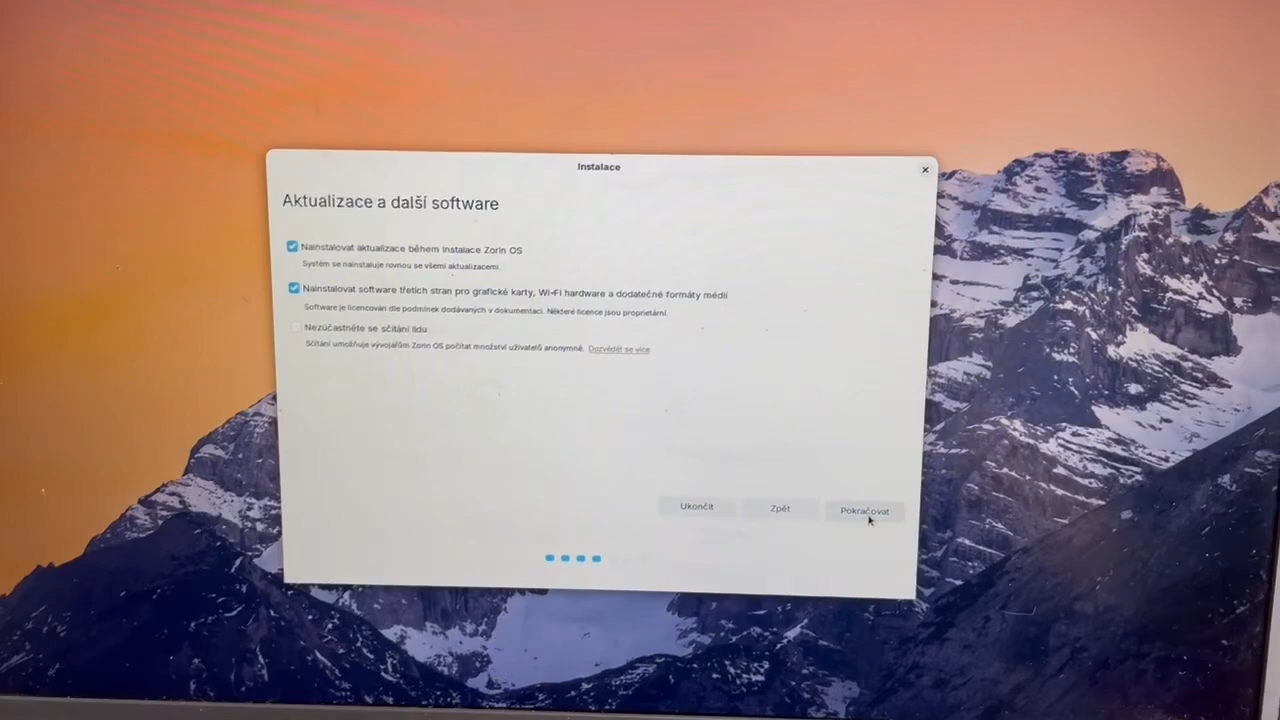 Instalace
Aktualizace a další software
Nainstalovat aktualizace během instalace Zorin OS
Systém se nainstaluje rovnou se všemi aktualizacemi.
Nainstalovat software třetích stran pro grafické karty, Wi-Fi hardware a dodatečné formáty médií
Software je licencován dle podmínek dodávaných v dokumentaci. Některé licence jsou proprietární.
Nezúčastněte se sčítání lidu
Sčítání umožňuje vývojářům Zorin OS počítat množství uživatelů anonymně. Dozvědět se více
Ukončit Zpět Pokračovat